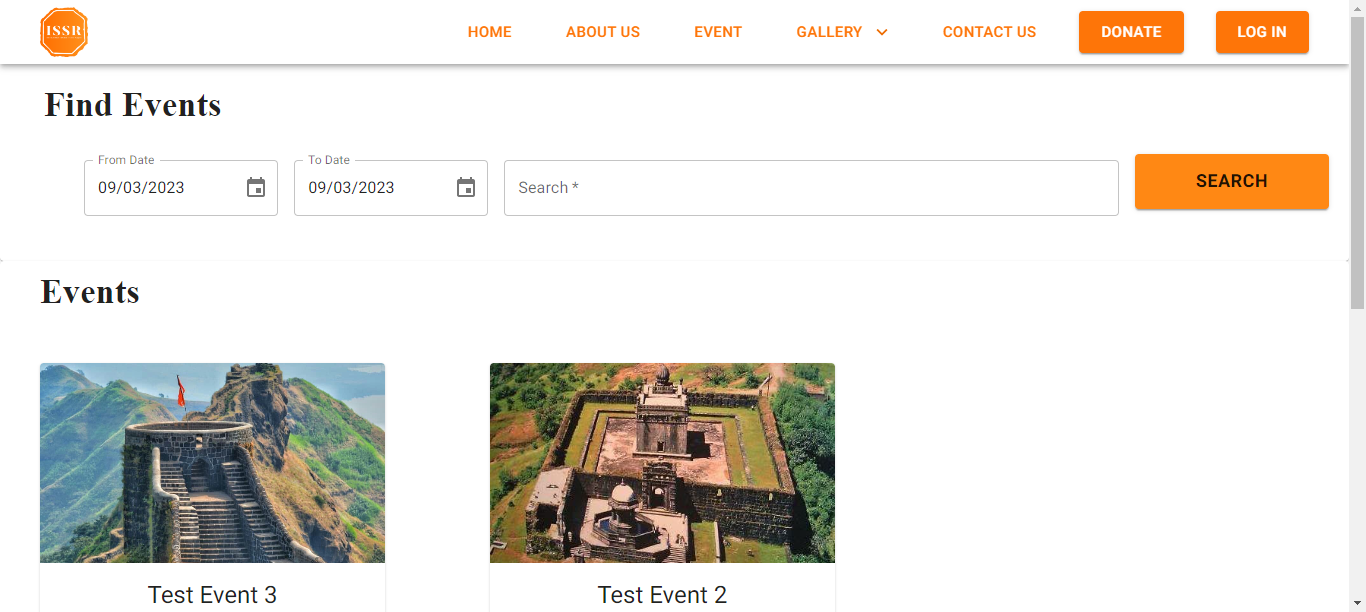 ISSR
HOME ABOUT US EVENT GALLERY CONTACT US DONATE LOG IN
Find Events
From Date To Date
09/03/2023 09/03/2023 Search * SEARCH
Events
Test Event 3 Test Event 2